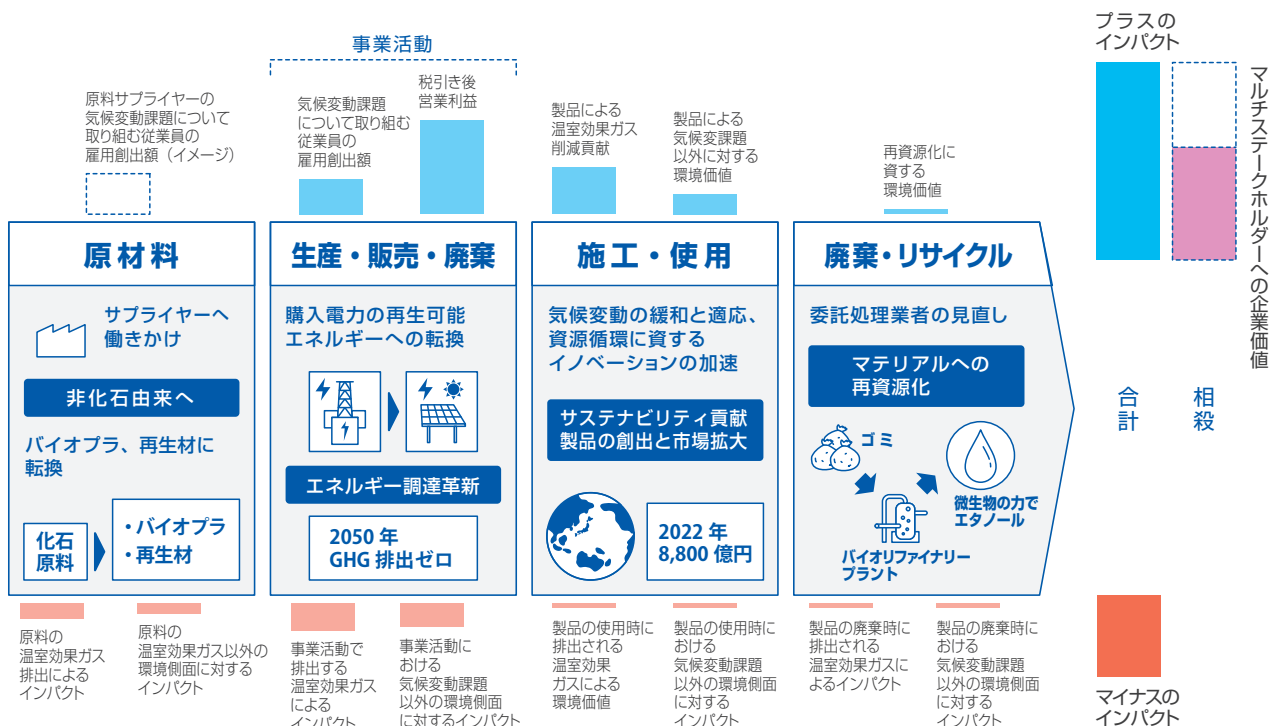 事業活動
プラスの
インパクト
原料サプライヤーの
気候変動課題について
取り組む従業員の
雇用創出額（イメージ）
気候変動課題
について取り組む
従業員の
雇用創出額
税引き後
営業利益
製品による
温室効果ガス
削減貢献
製品による
気候変課題
以外に対する
環境価値
再資源化に
資する
環境価値
マルチステークホルダーへの企業価値
原材料
サプライヤーへ
働きかけ
非化石由来へ
バイオプラ、再生材に
転換
化石
原料
・バイオプラ
・再生材
生産・販売・廃棄
購入電力の再生可能
エネルギーへの転換
エネルギー調達革新
2050 年
GHG 排出ゼロ
施工・使用
気候変動の緩和と適応、
資源循環に資する
イノベーションの加速
サステナビリティ貢献
製品の創出と市場拡大
2022 年
8,800 億円
廃棄・リサイクル
委託処理業者の見直し
マテリアルへの
再資源化
ゴミ
微生物の力で
エタノール
バイオリファイナリー
プラント
合計
相殺
原料の
温室効果ガス
排出による
インパクト
原料の
温室効果ガス以外の
環境側面に対する
インパクト
事業活動で
排出する
温室効果ガス
による
インパクト
事業活動に
おける
気候変動課題
以外の環境側面
に対するインパクト
製品の使用時に
排出される
温室効果
ガスによる
環境価値
製品の使用時に
おける
気候変動課題
以外の環境側面
に対する
インパクト
製品の廃棄時に
排出される
温室効果ガスに
よるインパクト
製品の廃棄時に
おける
気候変動課題
以外の環境側面
に対する
インパクト
マイナスの
インパクト